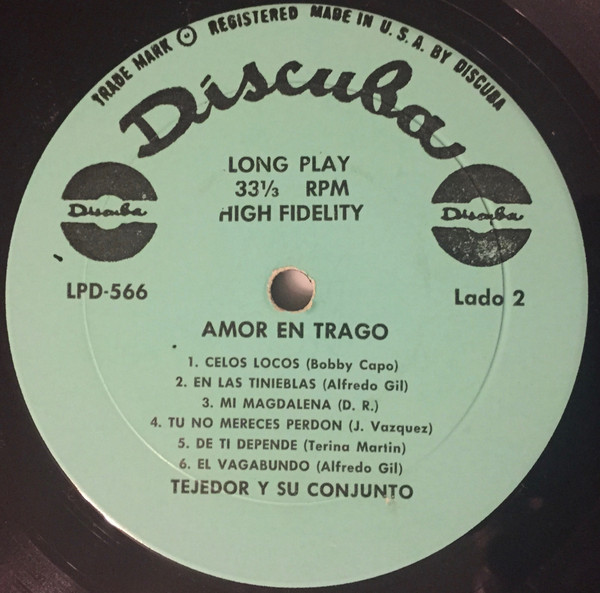 TRADE MARK REGISTERED MADE IN U.S.A. BY DISCUBA
Discuba
LONG PLAY
33⅓ RPM
HIGH FIDELITY
Discuba
Discuba
LPD-566
Lado 2
AMOR EN TRAGO
1. CELOS LOCOS (Bobby Capo)
2. EN LAS TINIEBLAS (Alfredo Gil)
3. MI MAGDALENA (D. R.)
4. TU NO MERECES PERDON (J. Vazquez)
5. DE TI DEPENDE (Terina Martin)
6. EL VAGABUNDO (Alfredo Gil)
TEJEDOR Y SU CONJUNTO